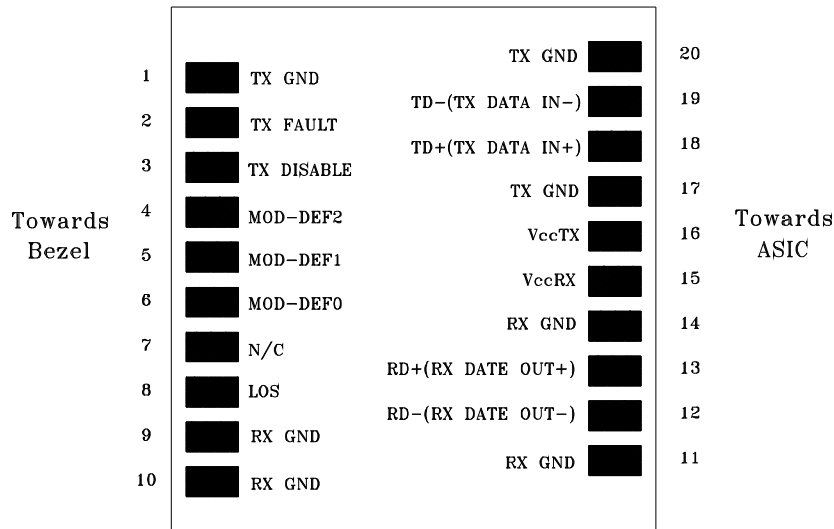 1 TX GND
2 TX FAULT
3 TX DISABLE
4 MOD-DEF2
5 MOD-DEF1
6 MOD-DEF0
7 N/C
8 LOS
9 RX GND
10 RX GND
Towards
Bezel
TX GND 20
TD-(TX DATA IN-) 19
TD+(TX DATA IN+) 18
TX GND 17
VccTX 16
VccRX 15
RX GND 14
RD+(RX DATE OUT+) 13
RD-(RX DATE OUT-) 12
RX GND 11
Towards
ASIC